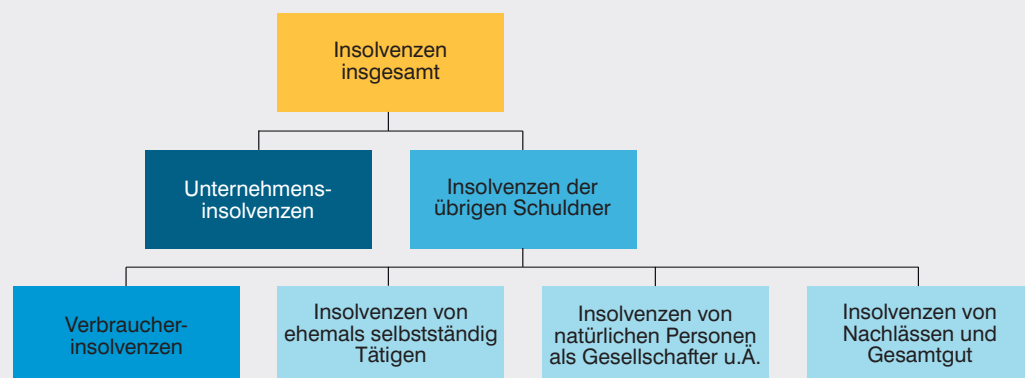 Insolvenzen
insgesamt
Unternehmens-
insolvenzen
Insolvenzen der
übrigen Schuldner
Verbraucher-
insolvenzen
Insolvenzen von
ehemals selbstständig
Tätigen
Insolvenzen von
natürlichen Personen
als Gesellschafter u.Ä.
Insolvenzen von
Nachlässen und
Gesamtgut